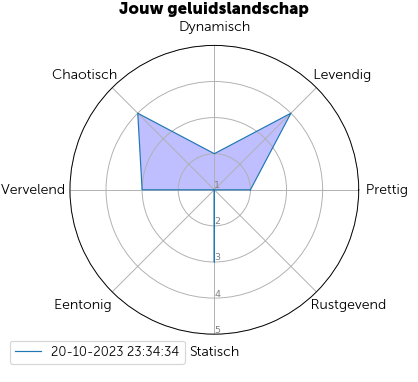 Jouw geluidslandschap
Dynamisch
Chaotisch
Levendig
Vervelend
Prettig
1
2
3
4
5
Eentonig
Rustgevend
20-10-2023 23:34:34
Statisch